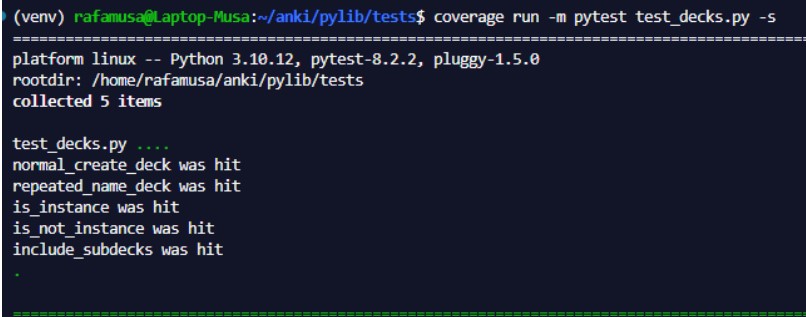 (venv) rafamusa@Laptop-Musa:~/anki/pylib/tests$ coverage run -m pytest test_decks.py -s
================================================================================
platform linux -- Python 3.10.12, pytest-8.2.2, pluggy-1.5.0
rootdir: /home/rafamusa/anki/pylib/tests
collected 5 items
test_decks.py ....
normal_create_deck was hit
repeated_name_deck was hit
is_instance was hit
is_not_instance was hit
include_subdecks was hit
.
================================================================================